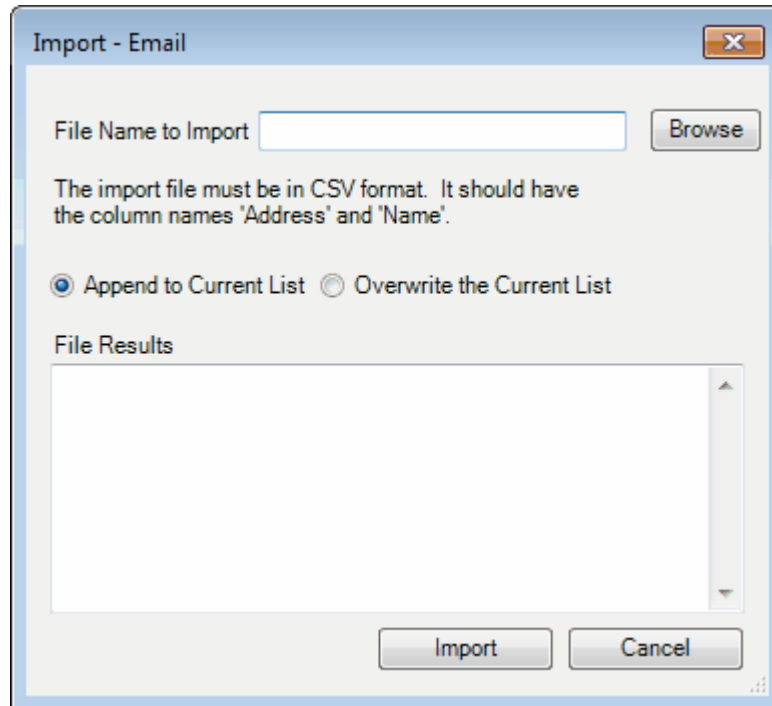 Import - Email
File Name to Import Browse
The import file must be in CSV format.  It should have
the column names 'Address' and 'Name'.
Append to Current List Overwrite the Current List
File Results
Import Cancel